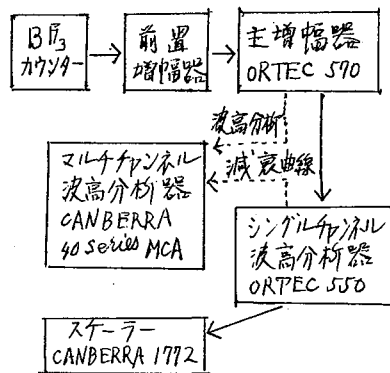 BF₃
カウンター
前置
増幅器
主増幅器
ORTEC 570
波高分析
減衰曲線
マルチチャンネル
波高分析器
CANBERRA
40 series MCA
シングルチャンネル
波高分析器
ORTEC 550
スケーラー
CANBERRA 1772